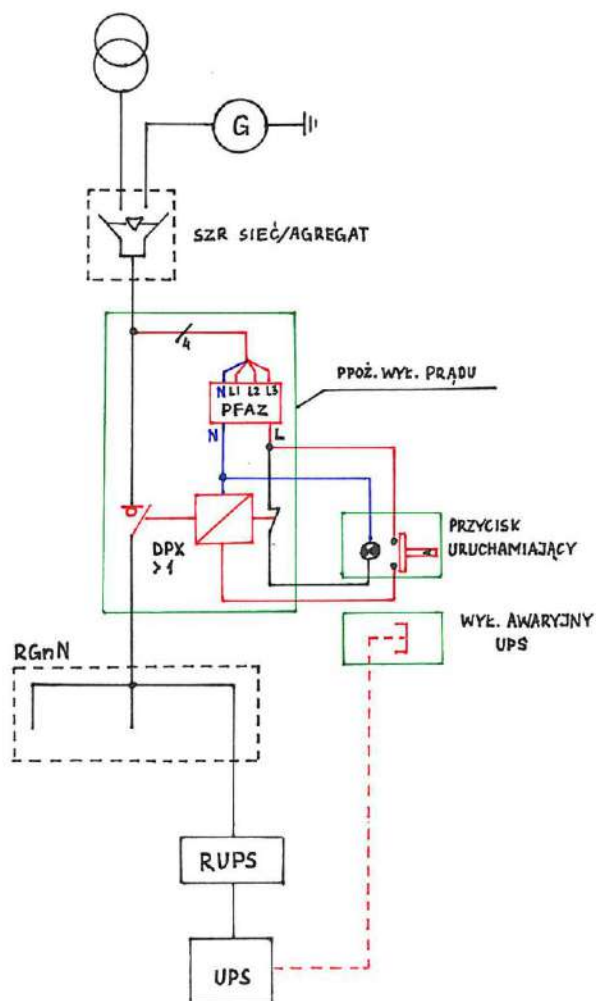 G
SZR SIEĆ/AGREGAT
4
PPOŻ. WYŁ. PRĄDU
N L1 L2 L3
PFAZ
N L
PRZYCISK
URUCHAMIAJĄCY
DPX
>1
WYŁ. AWARYJNY
UPS
RGnN
RUPS
UPS